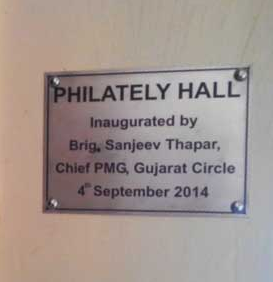 PHILATELY HALL
Inaugurated by
Brig. Sanjeev Thapar,
Chief PMG, Gujarat Circle
4th September 2014